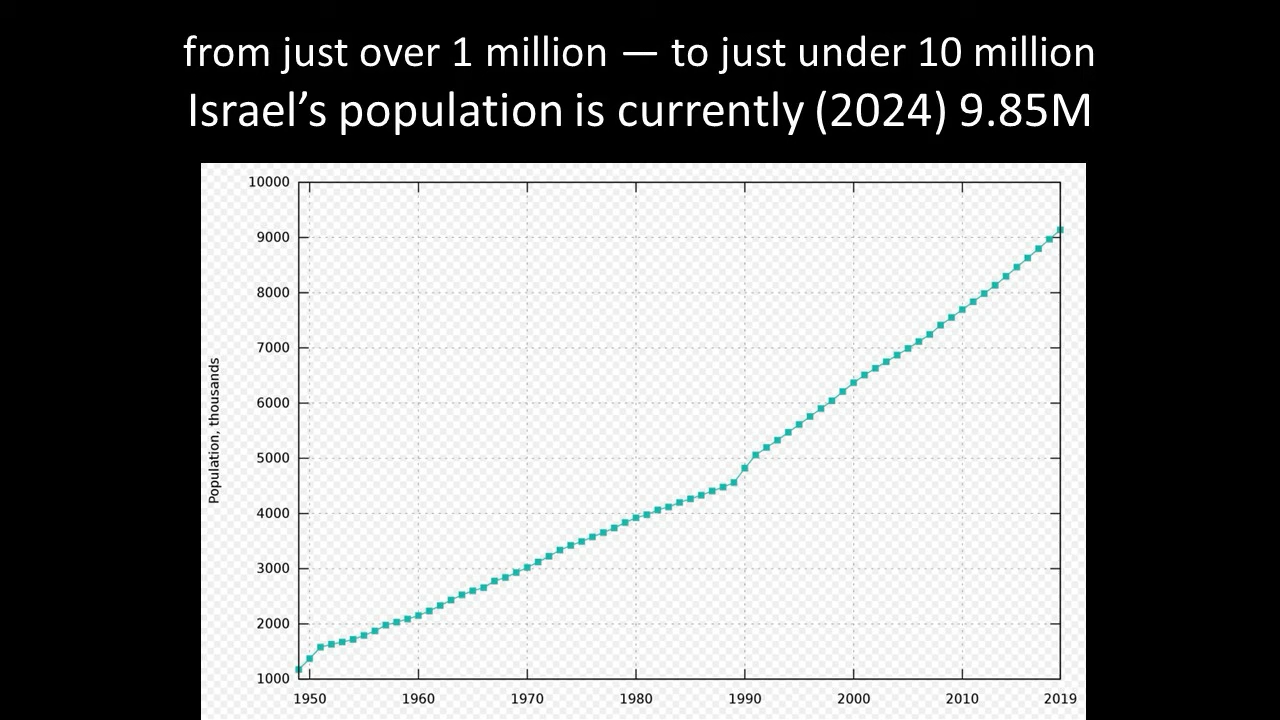 from just over 1 million — to just under 10 million
Israel’s population is currently (2024) 9.85M
10000
9000
8000
7000
6000
5000
4000
3000
2000
1000
Population, thousands
1950 1960 1970 1980 1990 2000 2010 2019